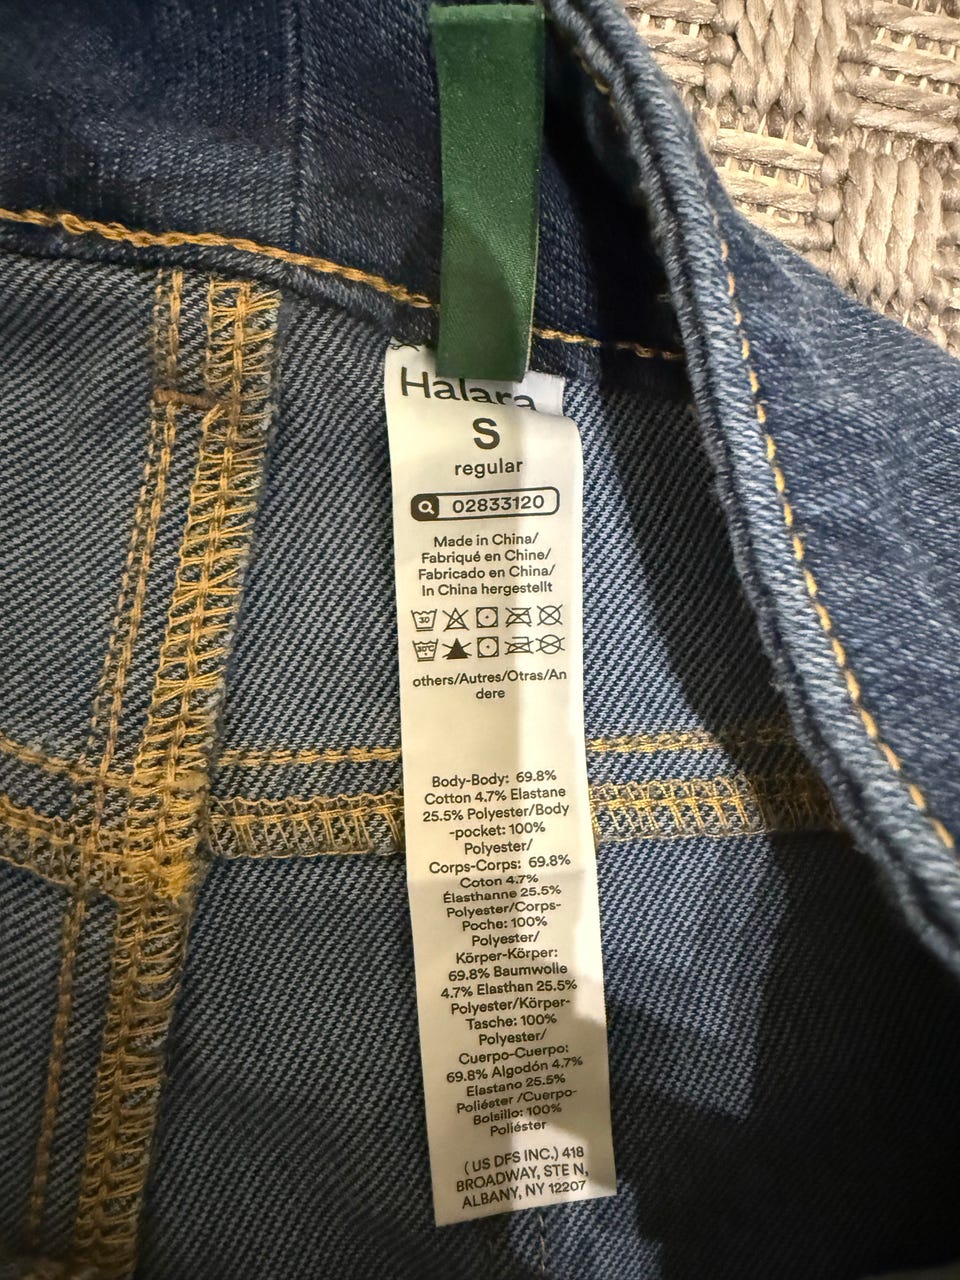 Halara
S
regular
02833120
Made in China/
Fabriqué en Chine/
Fabricado en China/
In China hergestellt
30
30°C
others/Autres/Otras/An
dere
Body-Body: 69.8%
Cotton 4.7% Elastane
25.5% Polyester/Body
-pocket: 100%
Polyester/
Corps-Corps: 69.8%
Coton 4.7%
Élasthanne 25.5%
Polyester/Corps-
Poche: 100%
Polyester/
Körper-Körper:
69.8% Baumwolle
4.7% Elasthan 25.5%
Polyester/Körper-
Tasche: 100%
Polyester/
Cuerpo-Cuerpo:
69.8% Algodón 4.7%
Elastano 25.5%
Poliéster /Cuerpo-
Bolsillo: 100%
Poliéster
( US DFS INC.) 418
BROADWAY, STE N,
ALBANY, NY 12207